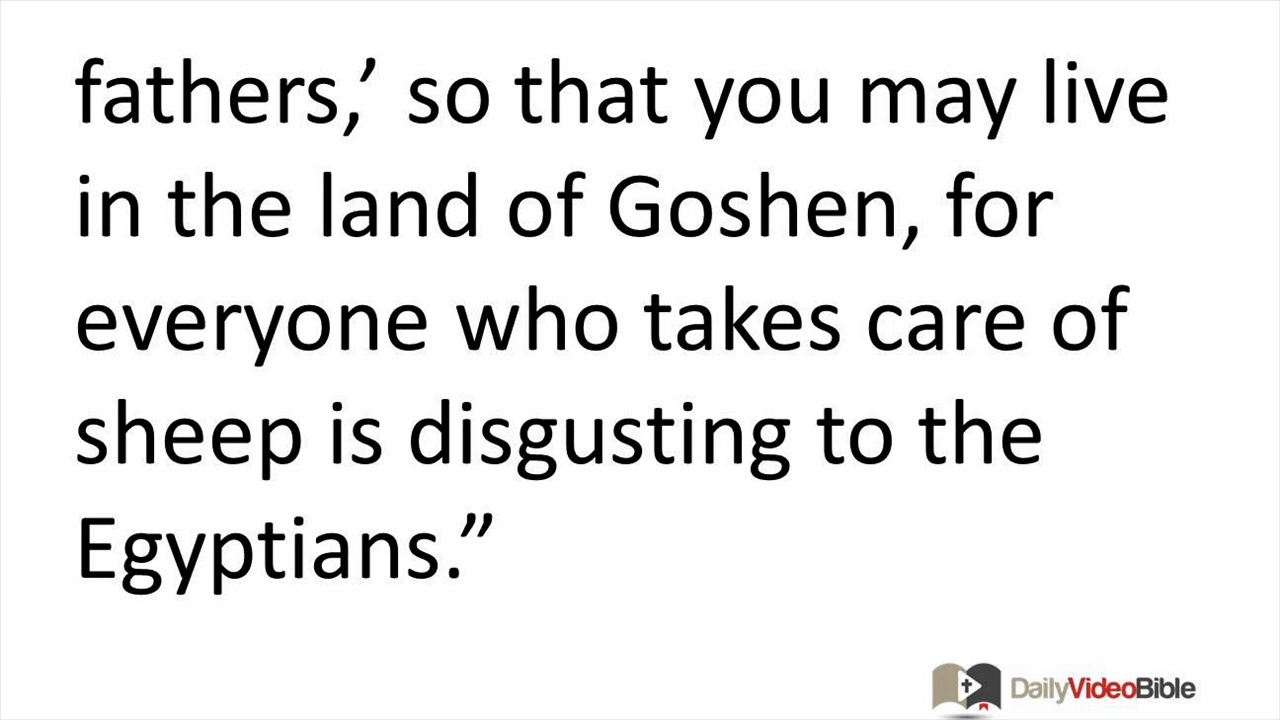 fathers,’ so that you may live
in the land of Goshen, for
everyone who takes care of
sheep is disgusting to the
Egyptians.”
DailyVideoBible